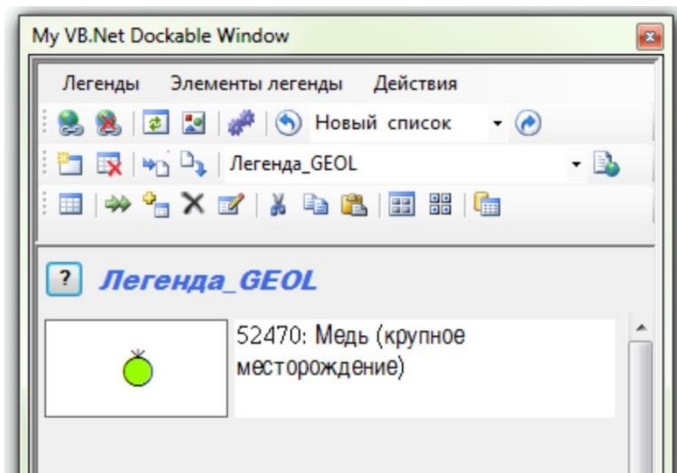 My VB.Net Dockable Window
Легенды Элементы легенды Действия
Новый список
Легенда_GEOL
? Легенда_GEOL
52470: Медь (крупное
месторождение)